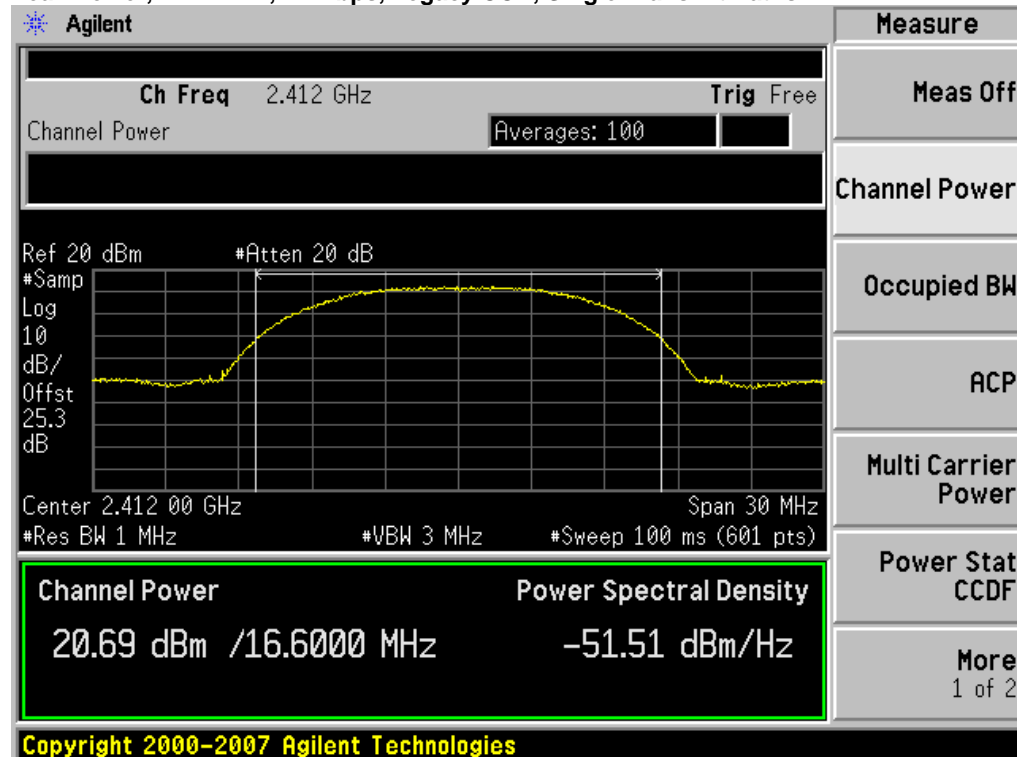 Agilent
Measure
Ch Freq 2.412 GHz Trig Free
Channel Power Averages: 100
Ref 20 dBm #Atten 20 dB
#Samp
Log
10
dB/
Offst
25.3
dB
Center 2.412 00 GHz Span 30 MHz
#Res BW 1 MHz #VBW 3 MHz #Sweep 100 ms (601 pts)
Channel Power Power Spectral Density
20.69 dBm /16.6000 MHz -51.51 dBm/Hz
Meas Off
Channel Power
Occupied BW
ACP
Multi Carrier
Power
Power Stat
CCDF
More
1 of 2
Copyright 2000-2007 Agilent Technologies